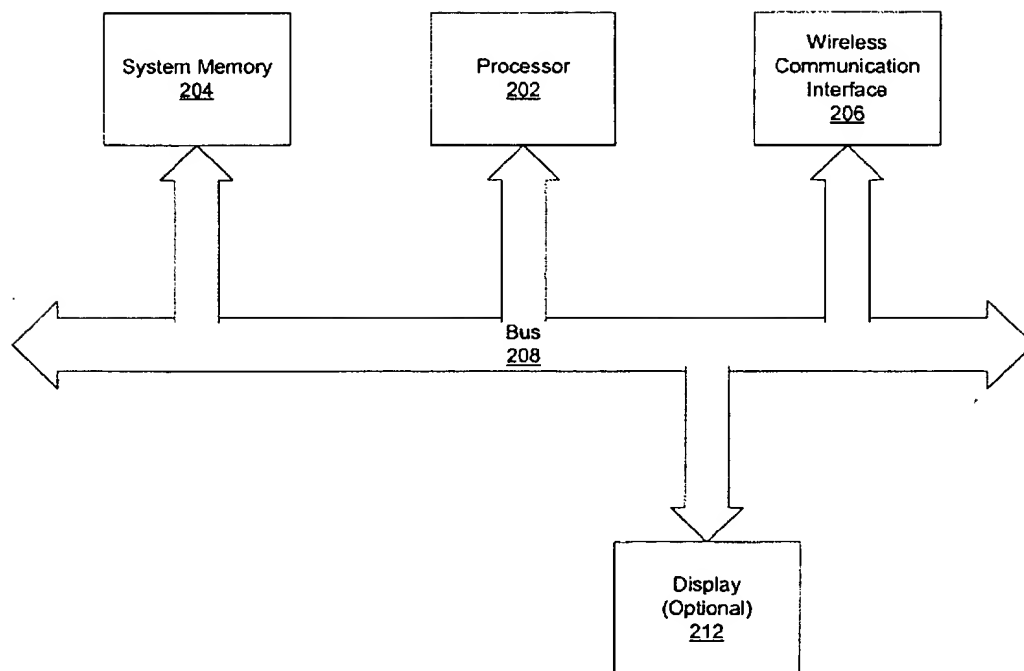 System Memory
204
Processor
202
Wireless
Communication
Interface
206
Bus
208
Display
(Optional)
212